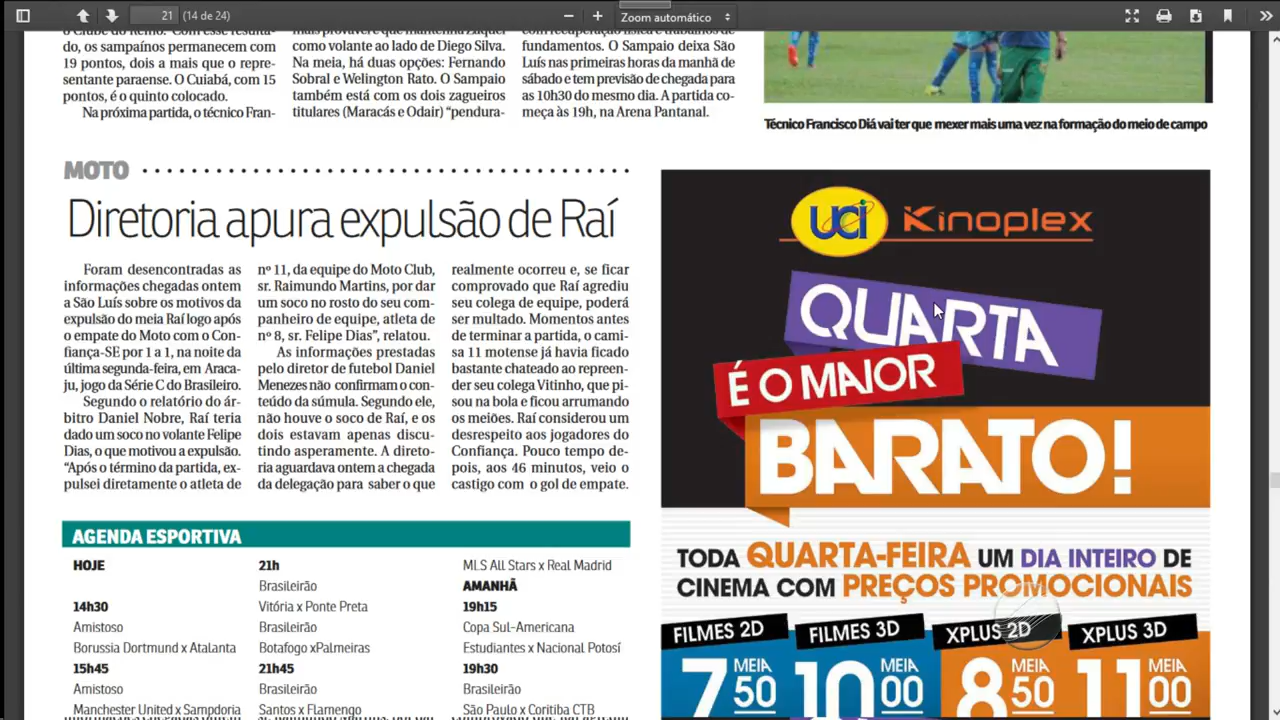 21 (14 de 24)
Zoom automático
dos, os sampaínos permanecem com
19 pontos, dois a mais que o repre-
sentante paraense. O Cuiabá, com 15
pontos, é o quinto colocado.
Na próxima partida, o técnico Fran-
como volante ao lado de Diego Silva.
Na meia, há duas opções: Fernando
Sobral e Welington Rato. O Sampaio
também está com os dois zagueiros
titulares (Maracás e Odair) “pendura-
fundamentos. O Sampaio deixa São
Luís nas primeiras horas da manhã de
sábado e tem previsão de chegada para
as 10h30 do mesmo dia. A partida co-
meça às 19h, na Arena Pantanal.
Técnico Francisco Diá vai ter que mexer mais uma vez na formação do meio de campo
MOTO
Diretoria apura expulsão de Raí
Foram desencontradas as
informações chegadas ontem
a São Luís sobre os motivos da
expulsão do meia Raí logo após
o empate do Moto com o Con-
fiança-SE por 1 a 1, na noite da
última segunda-feira, em Araca-
ju, jogo da Série C do Brasileiro.
Segundo o relatório do ár-
bitro Daniel Nobre, Raí teria
dado um soco no volante Felipe
Dias, o que motivou a expulsão.
“Após o término da partida, ex-
pulsei diretamente o atleta de
nº 11, da equipe do Moto Club,
sr. Raimundo Martins, por dar
um soco no rosto do seu com-
panheiro de equipe, atleta de
nº 8, sr. Felipe Dias”, relatou.
As informações prestadas
pelo diretor de futebol Daniel
Menezes não confirmam o con-
teúdo da súmula. Segundo ele,
não houve o soco de Raí, e os
dois estavam apenas discu-
tindo asperamente. A direto-
ria aguardava ontem a chegada
da delegação para saber o que
realmente ocorreu e, se ficar
comprovado que Raí agrediu
seu colega de equipe, poderá
ser multado. Momentos antes
de terminar a partida, o cami-
sa 11 motense já havia ficado
bastante chateado ao repreen-
der seu colega Vitinho, que pi-
sou na bola e ficou arrumando
os meiões. Raí considerou um
desrespeito aos jogadores do
Confiança. Pouco tempo de-
pois, aos 46 minutos, veio o
castigo com o gol de empate.
AGENDA ESPORTIVA
HOJE
14h30
Amistoso
Borussia Dortmund x Atalanta
15h45
Amistoso
Manchester United x Sampdoria
21h
Brasileirão
Vitória x Ponte Preta
Brasileirão
Botafogo xPalmeiras
21h45
Brasileirão
Santos x Flamengo
MLS All Stars x Real Madrid
AMANHÃ
19h15
Copa Sul-Americana
Estudiantes x Nacional Potosí
19h30
Brasileirão
São Paulo x Coritiba CTB
UCI Kinoplex
QUARTA
É O MAIOR
BARATO!
TODA QUARTA-FEIRA UM DIA INTEIRO DE
CINEMA COM PREÇOS PROMOCIONAIS
FILMES 2D
7 MEIA 50
FILMES 3D
10 MEIA 00
XPLUS 2D
8 MEIA 50
XPLUS 3D
11 MEIA 00